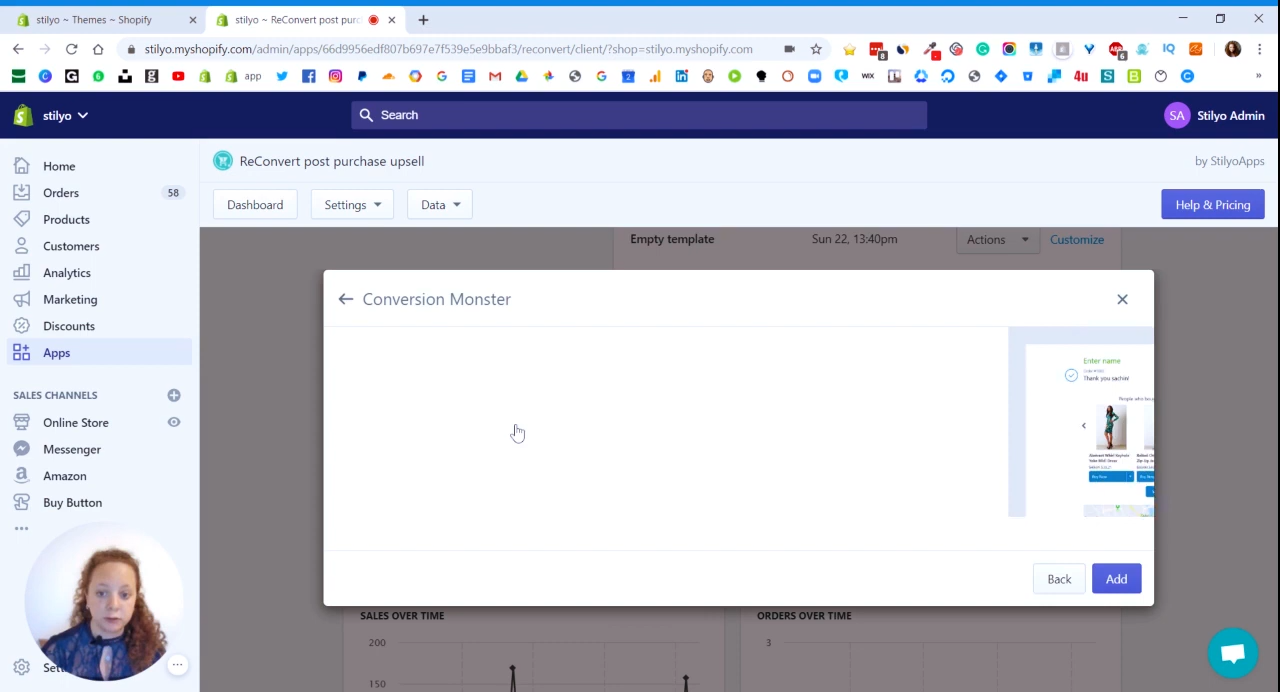 stilyo ~ Themes ~ Shopify
stilyo ~ ReConvert post purc
stilyo.myshopify.com/admin/apps/66d9956edf807b697e7f539e5e9bbaf3/reconvert/client/?shop=stilyo.myshopify.com
app
WIX
4u
stilyo
Search
SA
Stilyo Admin
Home
Orders
58
Products
Customers
Analytics
Marketing
Discounts
Apps
SALES CHANNELS
Online Store
Messenger
Amazon
Buy Button
ReConvert post purchase upsell
by StilyoApps
Dashboard
Settings
Data
Help & Pricing
Empty template
Sun 22, 13:40pm
Actions
Customize
Conversion Monster
Enter name
Thank you sachin!
Back
Add
SALES OVER TIME
200
150
ORDERS OVER TIME
3